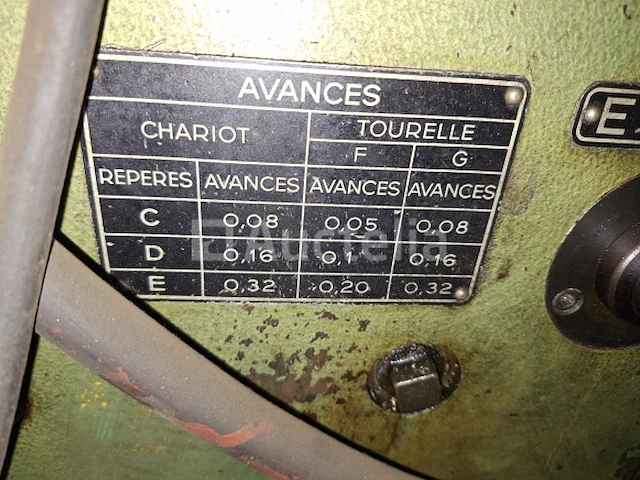 AVANCES
CHARIOT TOURELLE
F G
REPERES AVANCES AVANCES AVANCES
C 0,08 0,05 0,08
D 0,16 0,1 0,16
E 0,32 0,20 0,32
E
Auctelia